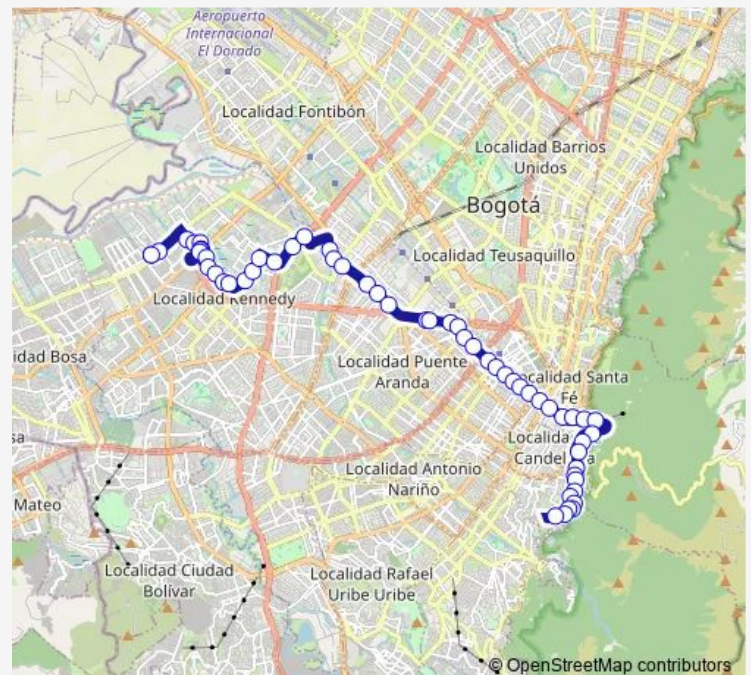 Aeropuerto
Internacional
El Dorado
Localidad Fontibón
Localidad Barrios
Unidos
Bogotá
Localidad Teusaquillo
Localidad Kennedy
idad Bosa
Localidad Puente
Aranda
ocalidad Santa
Fé
sa
Localida
Candel a
Localidad Antonio
Nariño
Mateo
Localidad Ciudad
Bolívar
Localidad Rafael
Uribe Uribe
© OpenStreetMap contributors